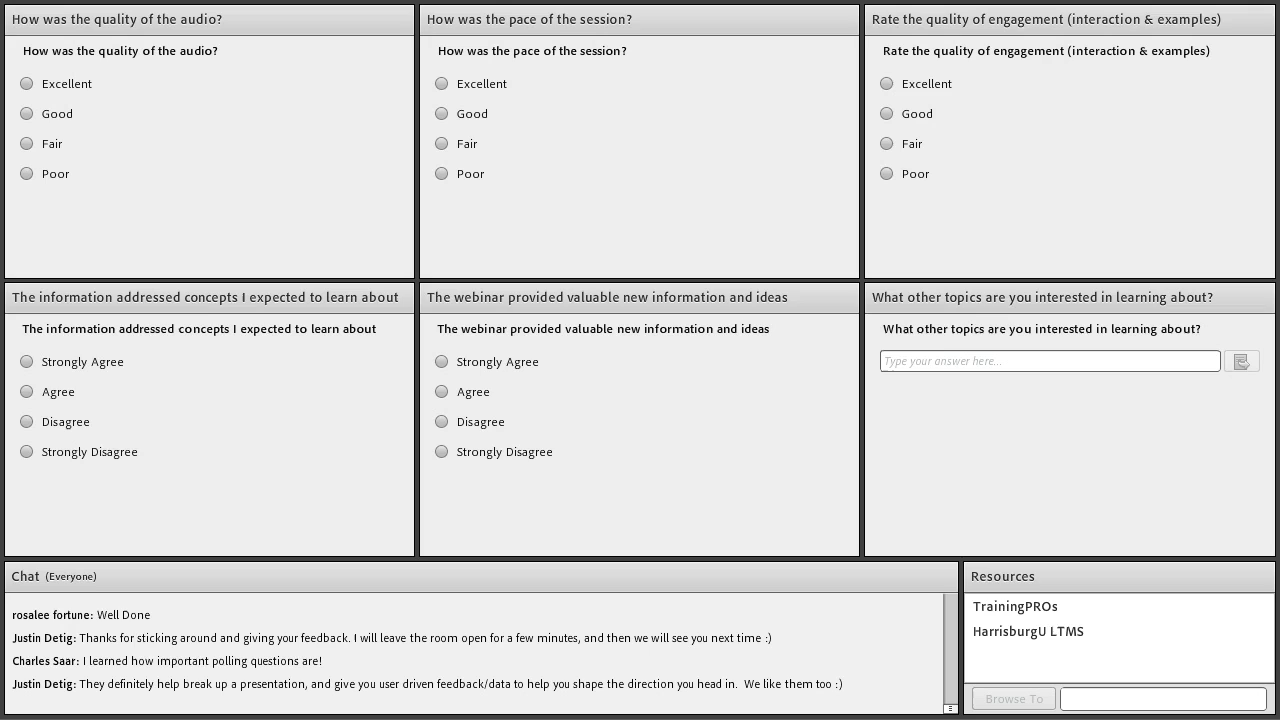 How was the quality of the audio?
How was the quality of the audio?
Excellent
Good
Fair
Poor
How was the pace of the session?
How was the pace of the session?
Excellent
Good
Fair
Poor
Rate the quality of engagement (interaction & examples)
Rate the quality of engagement (interaction & examples)
Excellent
Good
Fair
Poor
The information addressed concepts I expected to learn about
The information addressed concepts I expected to learn about
Strongly Agree
Agree
Disagree
Strongly Disagree
The webinar provided valuable new information and ideas
The webinar provided valuable new information and ideas
Strongly Agree
Agree
Disagree
Strongly Disagree
What other topics are you interested in learning about?
What other topics are you interested in learning about?
Type your answer here...
Chat (Everyone)
rosalee fortune: Well Done
Justin Detig: Thanks for sticking around and giving your feedback. I will leave the room open for a few minutes, and then we will see you next time :)
Charles Saar: I learned how important polling questions are!
Justin Detig: They definitely help break up a presentation, and give you user driven feedback/data to help you shape the direction you head in.  We like them too :)
Resources
TrainingPROs
HarrisburgU LTMS
Browse To